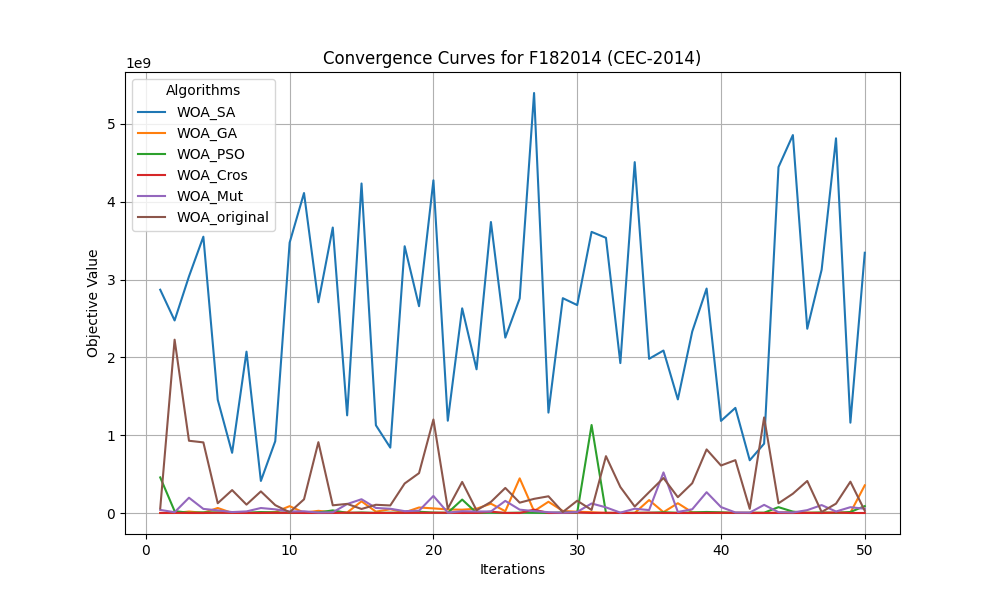 Convergence Curves for F182014 (CEC-2014)
1e9
Algorithms
WOA_SA
WOA_GA
WOA_PSO
WOA_Cros
WOA_Mut
WOA_original
Objective Value
5
4
3
2
1
0
0 10 20 30 40 50
Iterations